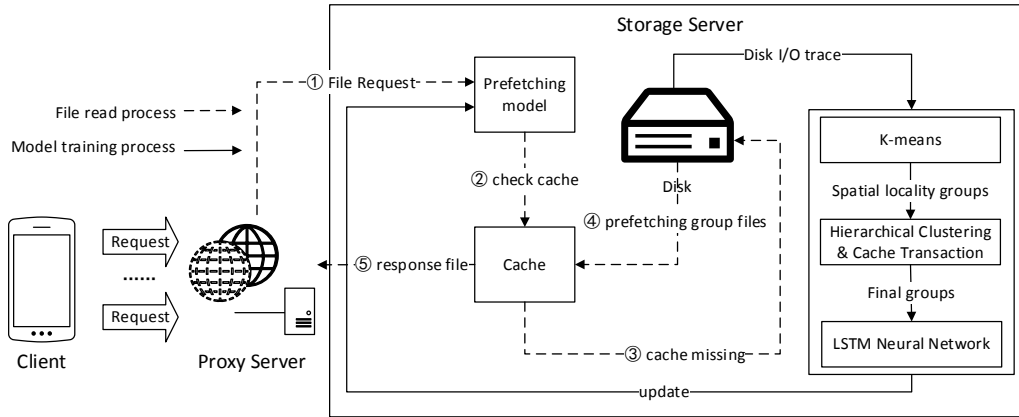 Storage Server
Disk I/O trace
① File Request
Prefetching
model
File read process
Model training process
K-means
② check cache
Disk
Spatial locality groups
④ prefetching group files
Request
......
Request
Hierarchical Clustering
& Cache Transaction
⑤ response file
Cache
Final groups
LSTM Neural Network
③ cache missing
Client
Proxy Server
update